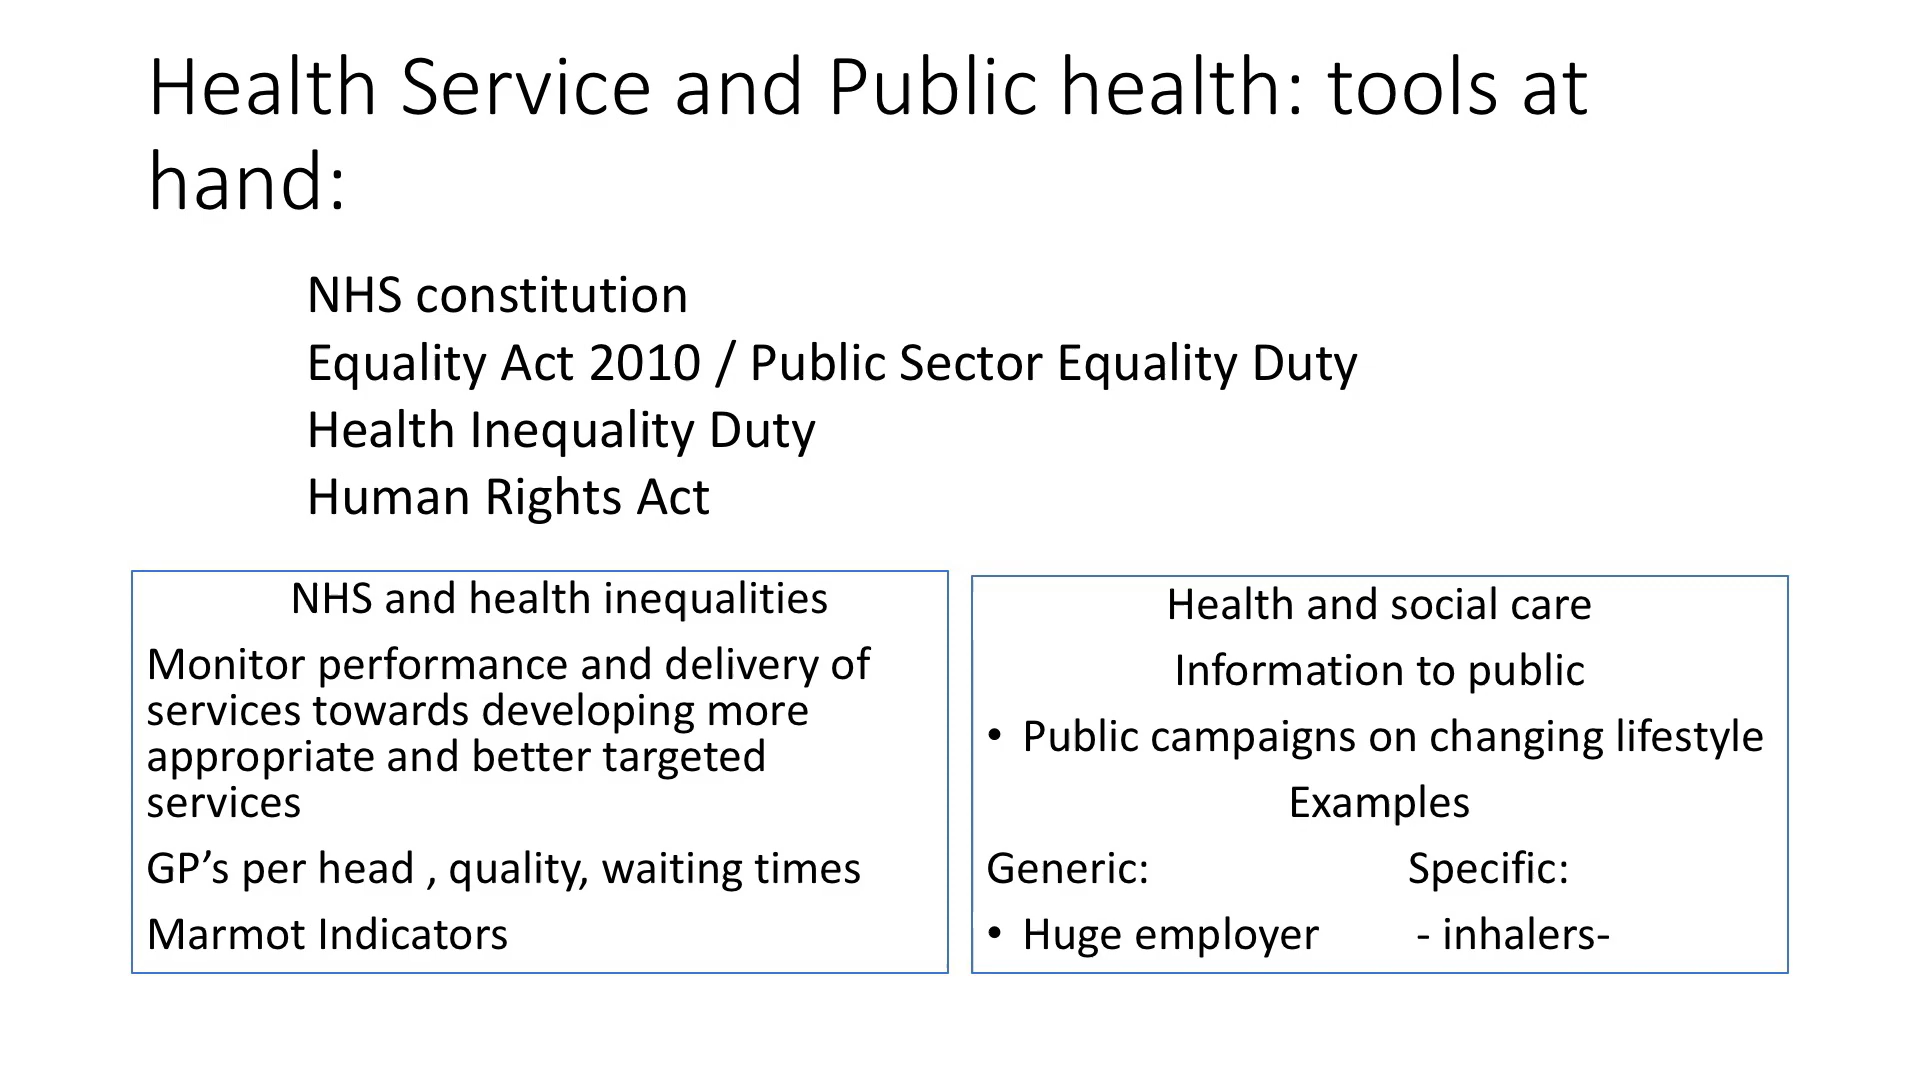 Health Service and Public health: tools at
hand:
NHS constitution
Equality Act 2010 / Public Sector Equality Duty
Health Inequality Duty
Human Rights Act
NHS and health inequalities
Monitor performance and delivery of
services towards developing more
appropriate and better targeted
services
GP’s per head , quality, waiting times
Marmot Indicators
Health and social care
Information to public
• Public campaigns on changing lifestyle
Examples
Generic: Specific:
• Huge employer - inhalers-